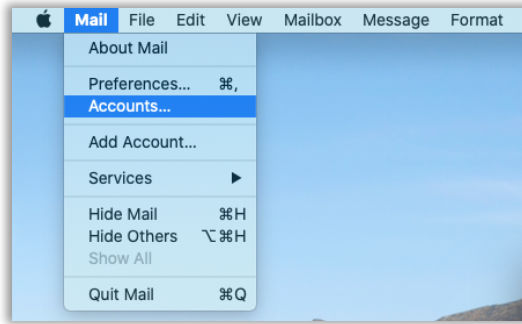 Mail File Edit View Mailbox Message Format
About Mail
Preferences... ⌘,
Accounts...
Add Account...
Services ▶
Hide Mail ⌘H
Hide Others ⌥⌘H
Show All
Quit Mail ⌘Q